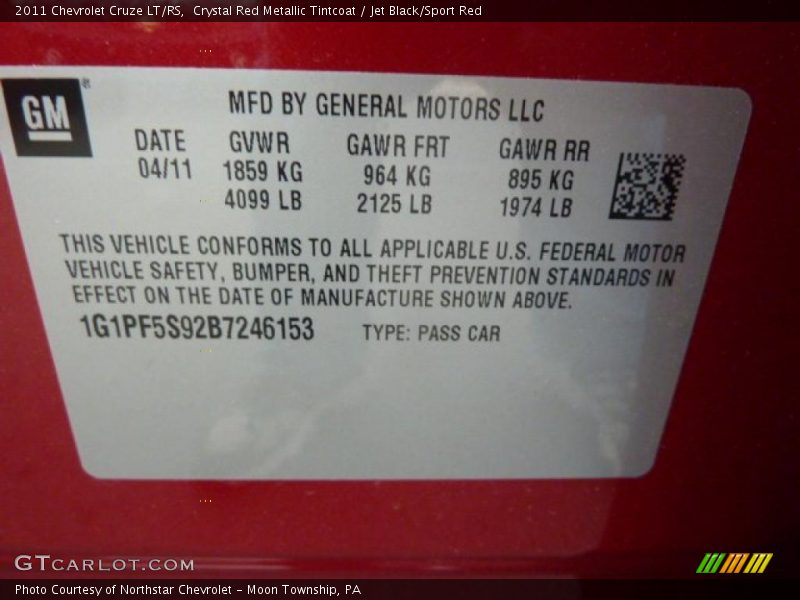 2011 Chevrolet Cruze LT/RS,  Crystal Red Metallic Tintcoat / Jet Black/Sport Red
GM®
MFD BY GENERAL MOTORS LLC
DATE GVWR GAWR FRT GAWR RR
04/11 1859 KG 964 KG 895 KG
4099 LB 2125 LB 1974 LB
THIS VEHICLE CONFORMS TO ALL APPLICABLE U.S. FEDERAL MOTOR
VEHICLE SAFETY, BUMPER, AND THEFT PREVENTION STANDARDS IN
EFFECT ON THE DATE OF MANUFACTURE SHOWN ABOVE.
1G1PF5S92B7246153 TYPE: PASS CAR
GTCARLOT.COM
Photo Courtesy of Northstar Chevrolet - Moon Township, PA